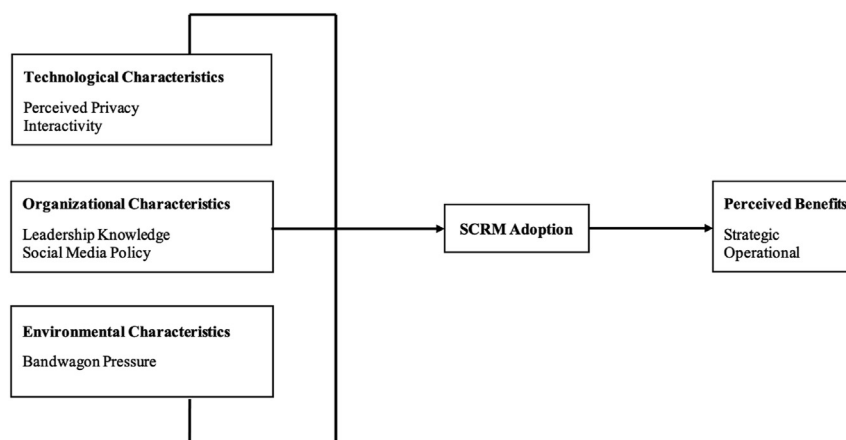 Technological Characteristics
Perceived Privacy
Interactivity
Organizational Characteristics
Leadership Knowledge
Social Media Policy
Environmental Characteristics
Bandwagon Pressure
SCRM Adoption
Perceived Benefits
Strategic
Operational